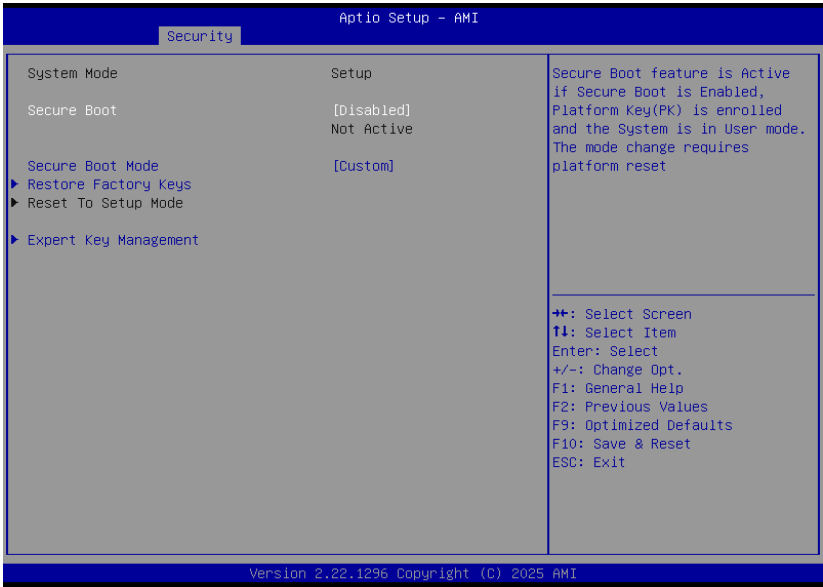 Aptio Setup – AMI
Security
System Mode Setup
Secure Boot [Disabled]
Not Active
Secure Boot Mode [Custom]
Restore Factory Keys
Reset To Setup Mode
Expert Key Management
Secure Boot feature is Active
if Secure Boot is Enabled,
Platform Key(PK) is enrolled
and the System is in User mode.
The mode change requires
platform reset
→←: Select Screen
↑↓: Select Item
Enter: Select
+/-: Change Opt.
F1: General Help
F2: Previous Values
F9: Optimized Defaults
F10: Save & Reset
ESC: Exit
Version 2.22.1296 Copyright (C) 2025 AMI